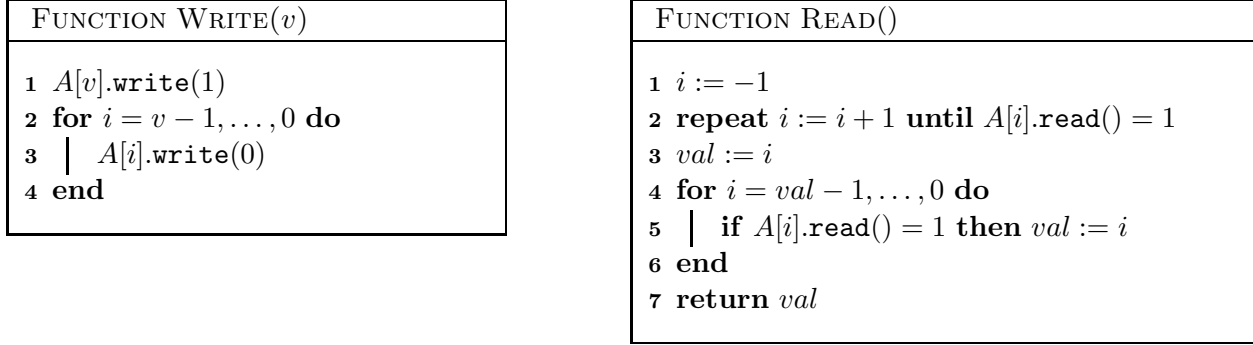 FUNCTION WRITE(v)
1 A[v].write(1)
2 for i = v − 1, . . . , 0 do
3 A[i].write(0)
4 end
FUNCTION READ()
1 i := −1
2 repeat i := i + 1 until A[i].read() = 1
3 val := i
4 for i = val − 1, . . . , 0 do
5 if A[i].read() = 1 then val := i
6 end
7 return val